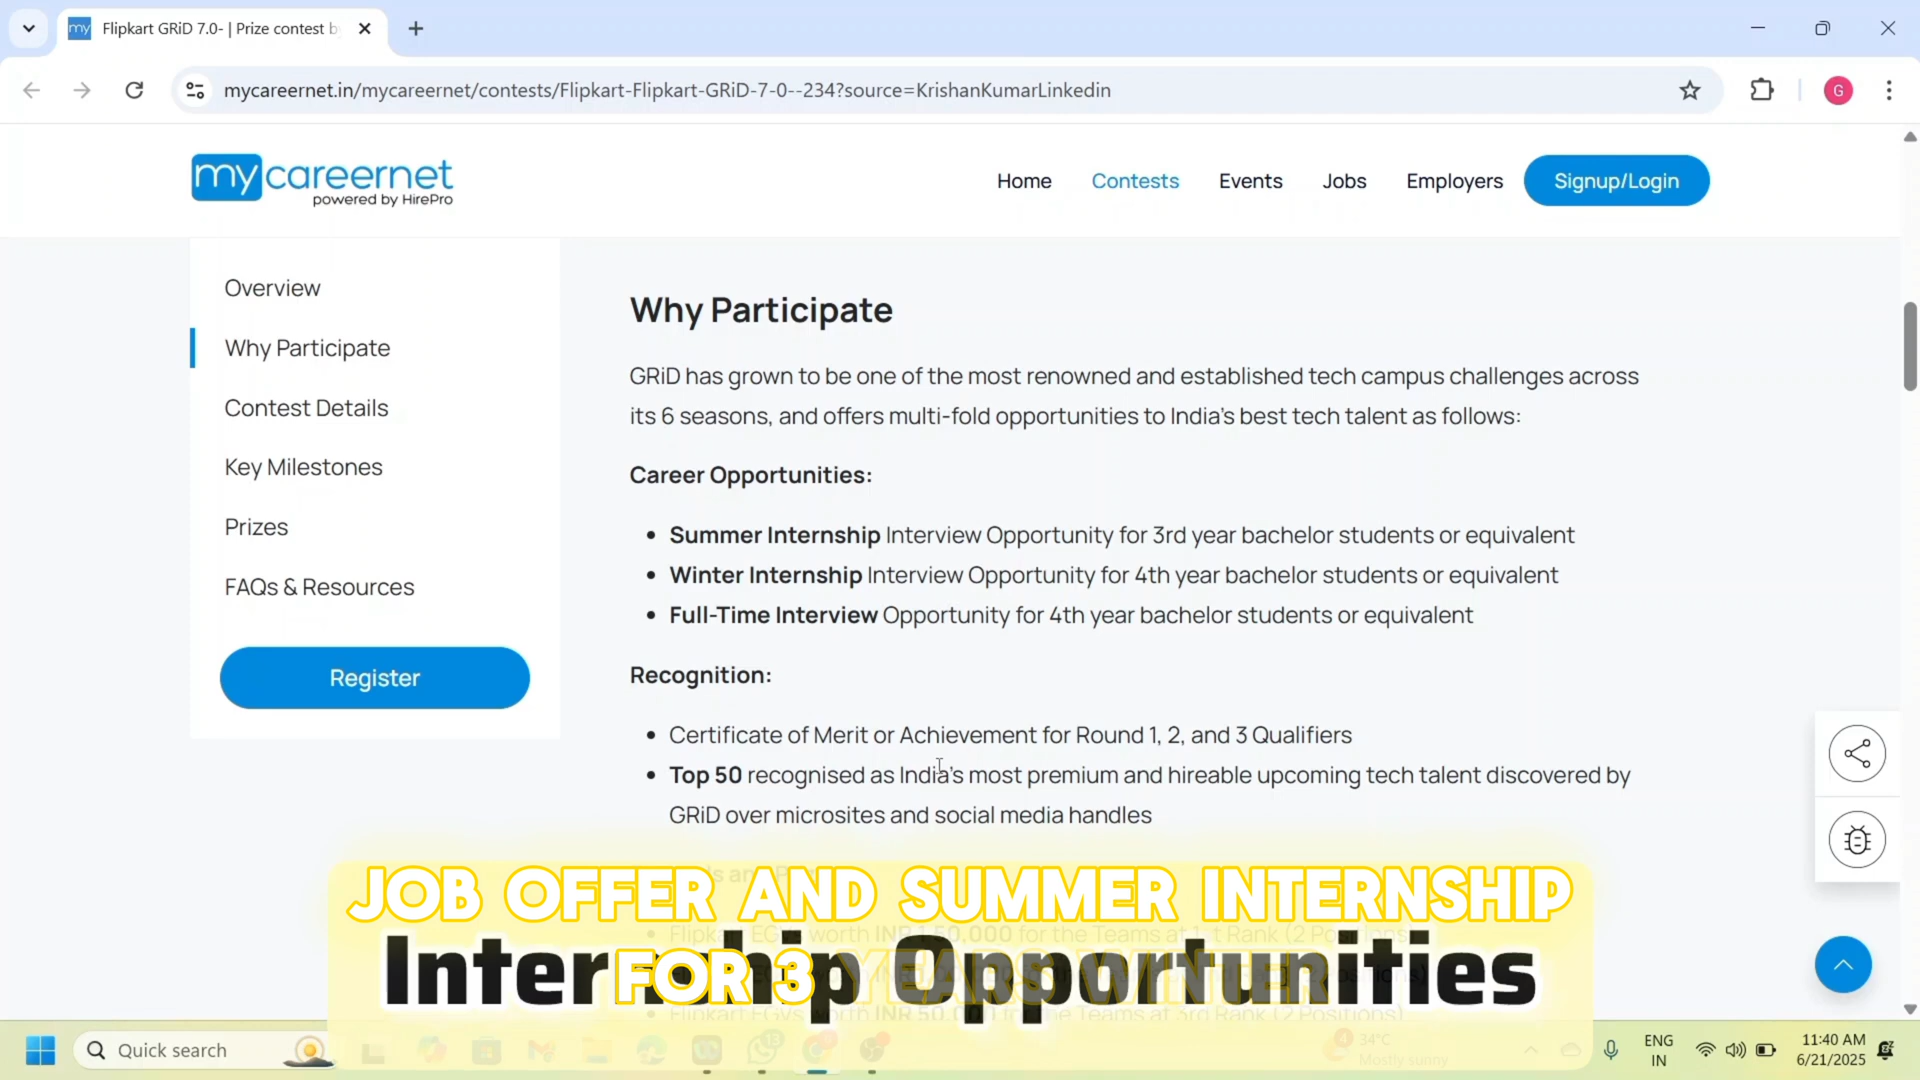 Flipkart GRiD 7.0- | Prize contest b
mycareernet.in/mycareernet/contests/Flipkart-Flipkart-GRiD-7-0--234?source=KrishanKumarLinkedin
G
mycareernet
powered by HirePro
Home
Contests
Events
Jobs
Employers
Signup/Login
Overview
Why Participate
Contest Details
Key Milestones
Prizes
FAQs & Resources
Register
Why Participate
GRiD has grown to be one of the most renowned and established tech campus challenges across
its 6 seasons, and offers multi-fold opportunities to India's best tech talent as follows:
Career Opportunities:
• Summer Internship Interview Opportunity for 3rd year bachelor students or equivalent
• Winter Internship Interview Opportunity for 4th year bachelor students or equivalent
• Full-Time Interview Opportunity for 4th year bachelor students or equivalent
Recognition:
• Certificate of Merit or Achievement for Round 1, 2, and 3 Qualifiers
• Top 50 recognised as India's most premium and hireable upcoming tech talent discovered by
GRiD over microsites and social media handles
JOB OFFER AND SUMMER INTERNSHIP
FOR 3 YEARS WINTER
Internship Opportunities
Flipkart EGVs worth INR 1,50,000 for the Teams at 1st Rank (2 Positions)
Flipkart EGVs worth INR 50,000 for the Teams at 3rd Rank (2 Positions)
Quick search
13
4
34°C
Mostly sunny
ENG
IN
11:40 AM
6/21/2025